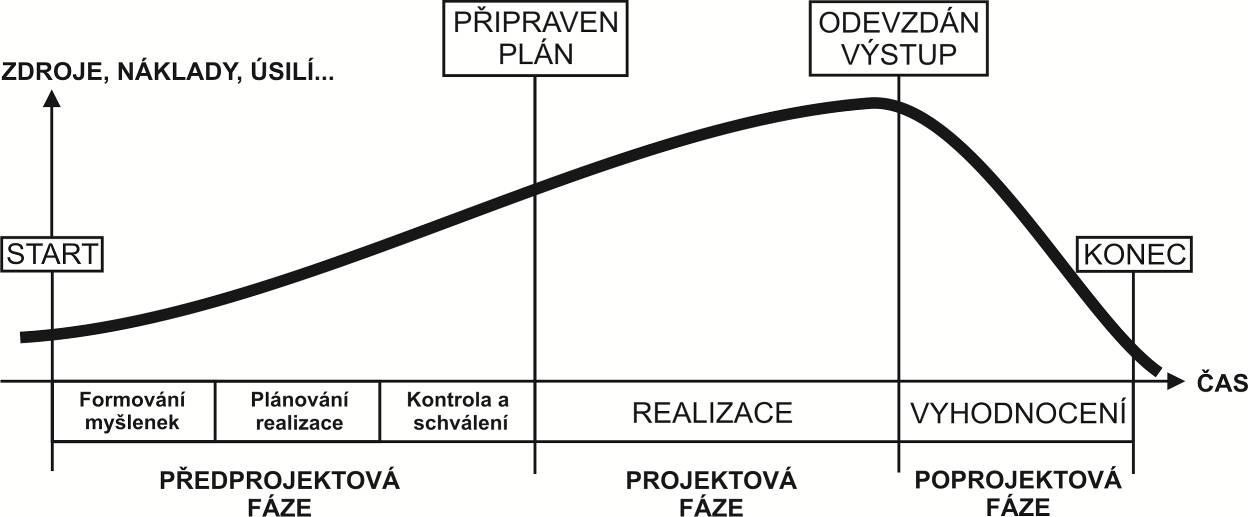 PŘIPRAVEN
PLÁN
ODEVZDÁN
VÝSTUP
ZDROJE, NÁKLADY, ÚSILÍ...
START
KONEC
ČAS
Formování
myšlenek
Plánování
realizace
Kontrola a
schválení
REALIZACE
VYHODNOCENÍ
PŘEDPROJEKTOVÁ
FÁZE
PROJEKTOVÁ
FÁZE
POPROJEKTOVÁ
FÁZE